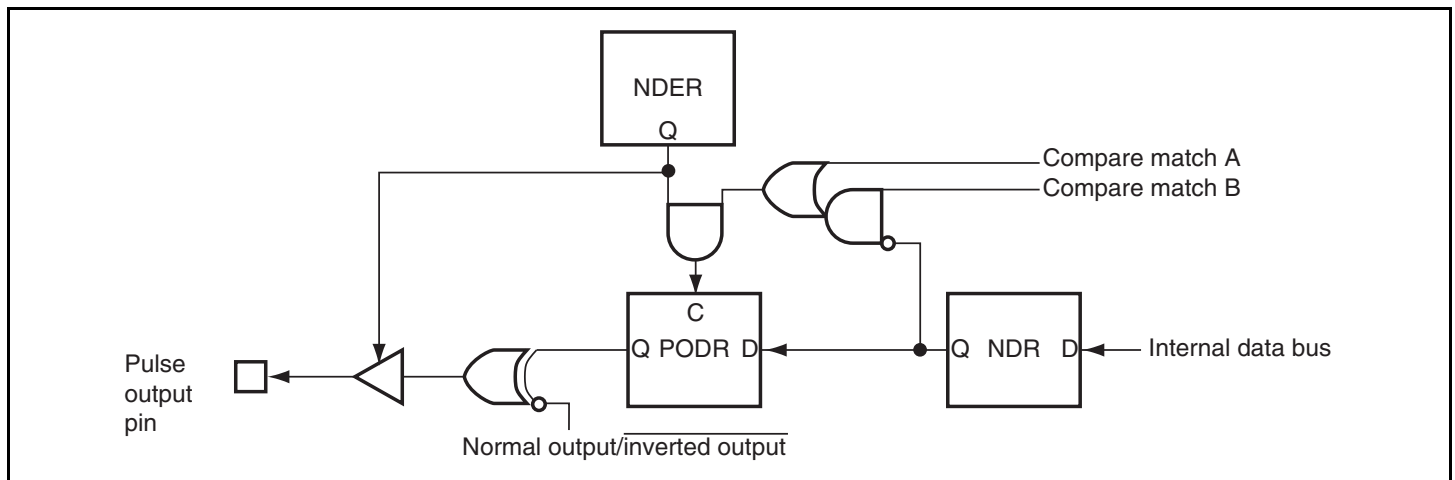 NDER
Q
Compare match A
Compare match B
C
Q PODR D
Q NDR D
Internal data bus
Pulse
output
pin
Normal output/inverted output